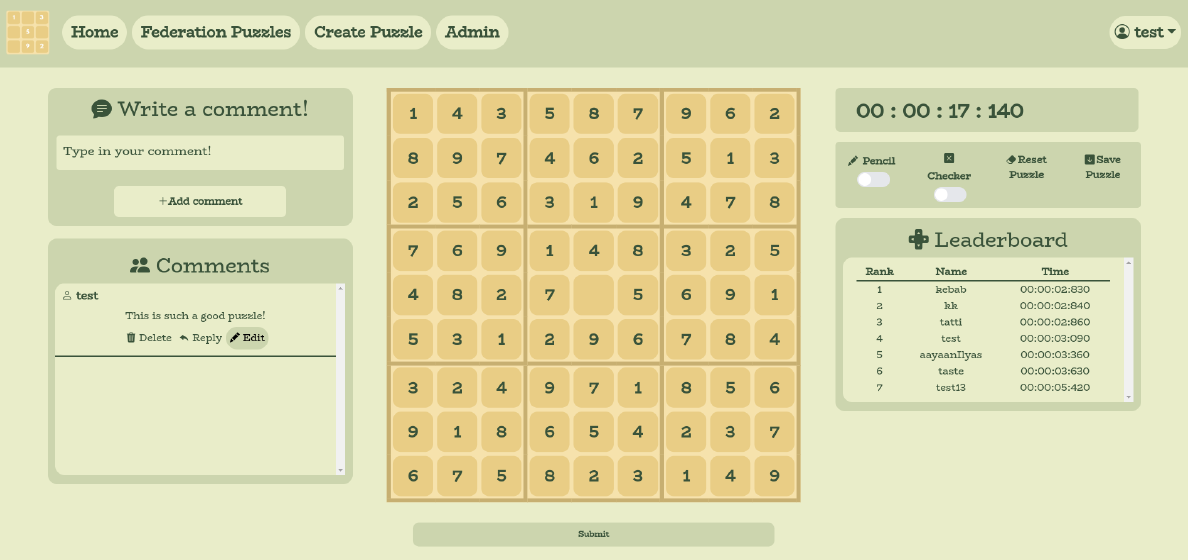 Home Federation Puzzles Create Puzzle Admin test
Write a comment!
Type in your comment!
+Add comment
Comments
test
This is such a good puzzle!
Delete Reply Edit
1 4 3 5 8 7 9 6 2
8 9 7 4 6 2 5 1 3
2 5 6 3 1 9 4 7 8
7 6 9 1 4 8 3 2 5
4 8 2 7 5 6 9 1
5 3 1 2 9 6 7 8 4
3 2 4 9 7 1 8 5 6
9 1 8 6 5 4 2 3 7
6 7 5 8 2 3 1 4 9
Submit
00 : 00 : 17 : 140
Pencil
Checker
Reset
Puzzle
Save
Puzzle
Leaderboard
Rank Name Time
1 kebab 00:00:02:830
2 kk 00:00:02:840
3 tatti 00:00:02:860
4 test 00:00:03:090
5 aayaanIlyas 00:00:03:360
6 taste 00:00:03:630
7 test13 00:00:05:420